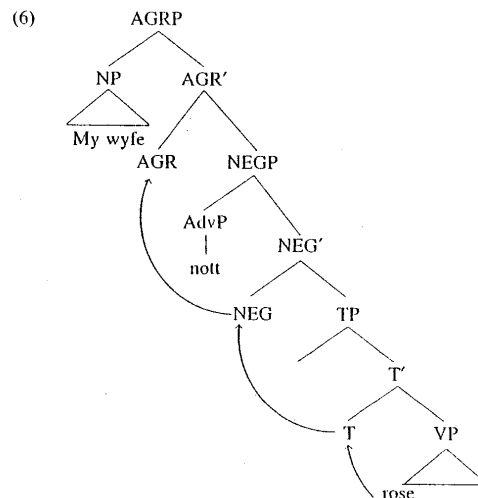 (6) AGRP
NP AGR′
My wyfe
AGR NEGP
AdvP
NEG′
nott
NEG TP
T′
T VP
rose